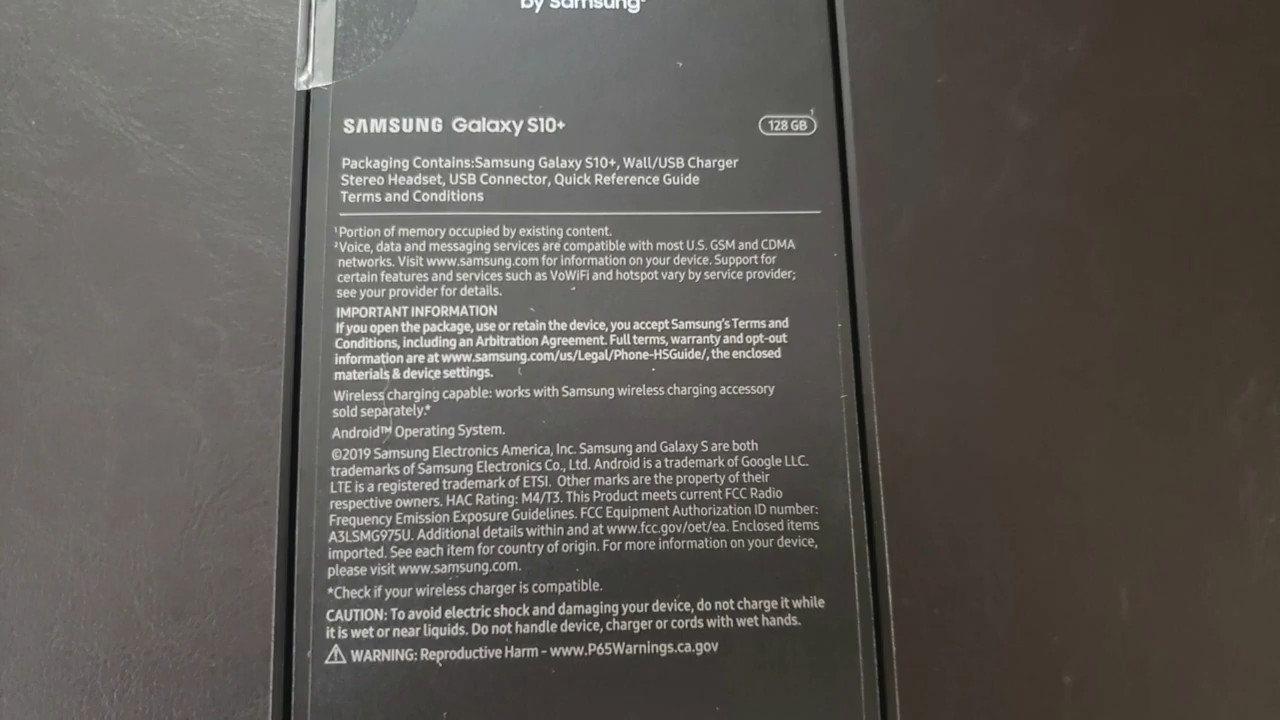 by Samsung²
SAMSUNG Galaxy S10+
128 GB¹
Packaging Contains:Samsung Galaxy S10+, Wall/USB Charger
Stereo Headset, USB Connector, Quick Reference Guide
Terms and Conditions
¹Portion of memory occupied by existing content.
²Voice, data and messaging services are compatible with most U.S. GSM and CDMA
networks. Visit www.samsung.com for information on your device. Support for
certain features and services such as VoWiFi and hotspot vary by service provider;
see your provider for details.
IMPORTANT INFORMATION
If you open the package, use or retain the device, you accept Samsung's Terms and
Conditions, including an Arbitration Agreement. Full terms, warranty and opt-out
information are at www.samsung.com/us/Legal/Phone-HSGuide/, the enclosed
materials & device settings.
Wireless charging capable: works with Samsung wireless charging accessory
sold separately.*
Android™ Operating System.
©2019 Samsung Electronics America, Inc. Samsung and Galaxy S are both
trademarks of Samsung Electronics Co., Ltd. Android is a trademark of Google LLC.
LTE is a registered trademark of ETSI. Other marks are the property of their
respective owners. HAC Rating: M4/T3. This Product meets current FCC Radio
Frequency Emission Exposure Guidelines. FCC Equipment Authorization ID number:
A3LSMG975U. Additional details within and at www.fcc.gov/oet/ea. Enclosed items
imported. See each item for country of origin. For more information on your device,
please visit www.samsung.com.
*Check if your wireless charger is compatible.
CAUTION: To avoid electric shock and damaging your device, do not charge it while
it is wet or near liquids. Do not handle device, charger or cords with wet hands.
WARNING: Reproductive Harm - www.P65Warnings.ca.gov